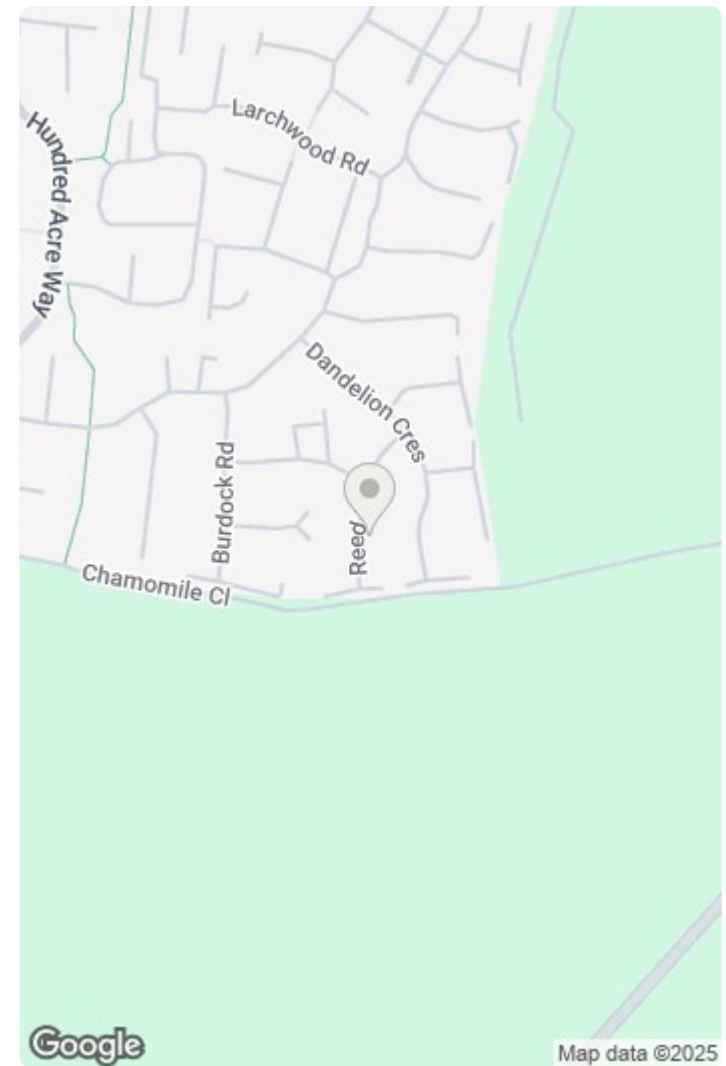 Larchwood Rd
Hundred Acre Way
Dandelion Cres
Burdock Rd
Reed
Chamomile Cl
Google
Map data ©2025